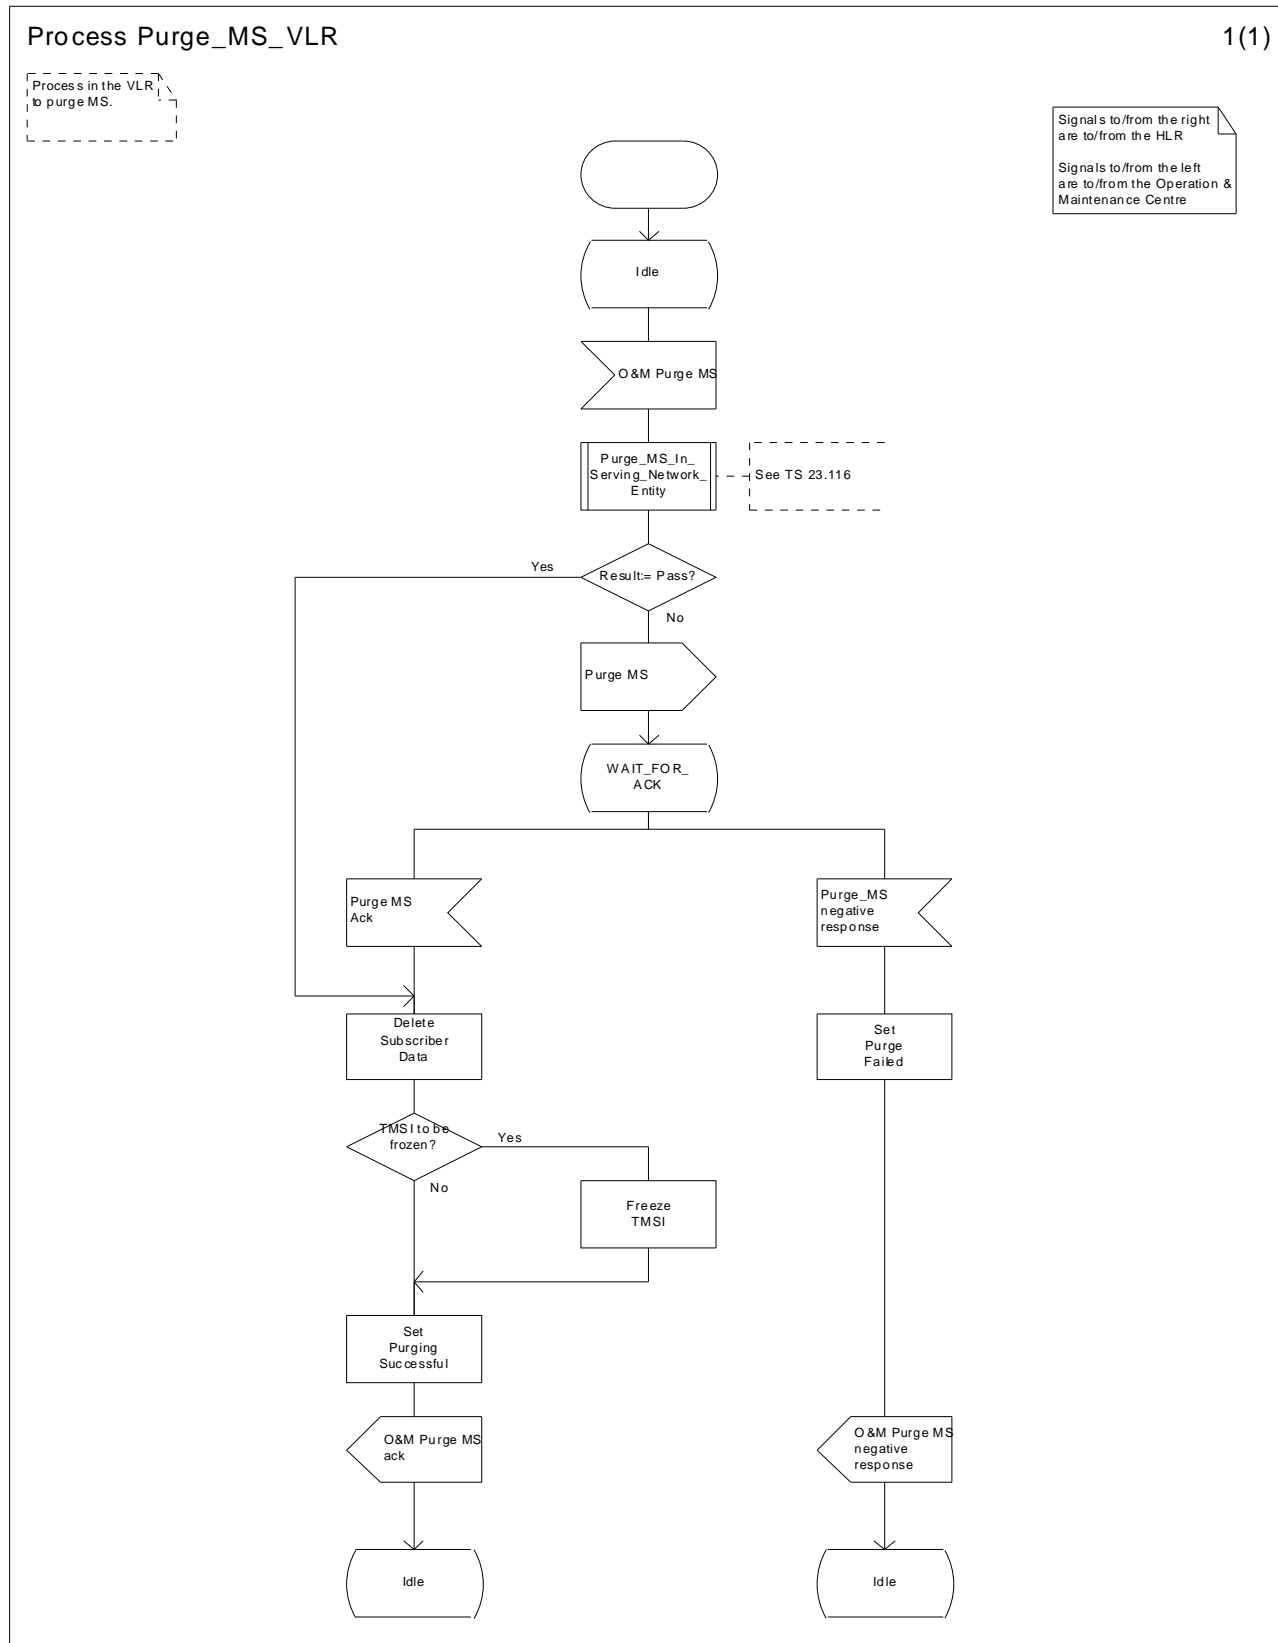 Process Purge_MS_VLR
1(1)
Process in the VLR
to purge MS.
Signals to/from the right
are to/from the HLR
Signals to/from the left
are to/from the Operation &
Maintenance Centre
Idle
O&M Purge MS
Purge_MS_In_
Serving_Network_
Entity
See TS 23.116
Yes
Result:= Pass?
No
Purge MS
WAIT_FOR_
ACK
Purge MS
Ack
Purge_MS
negative
response
Delete
Subscriber
Data
Set
Purge
Failed
TMSI to be
frozen?
Yes
No
Freeze
TMSI
Set
Purging
Successful
O&M Purge MS
ack
O&M Purge MS
negative
response
Idle
Idle